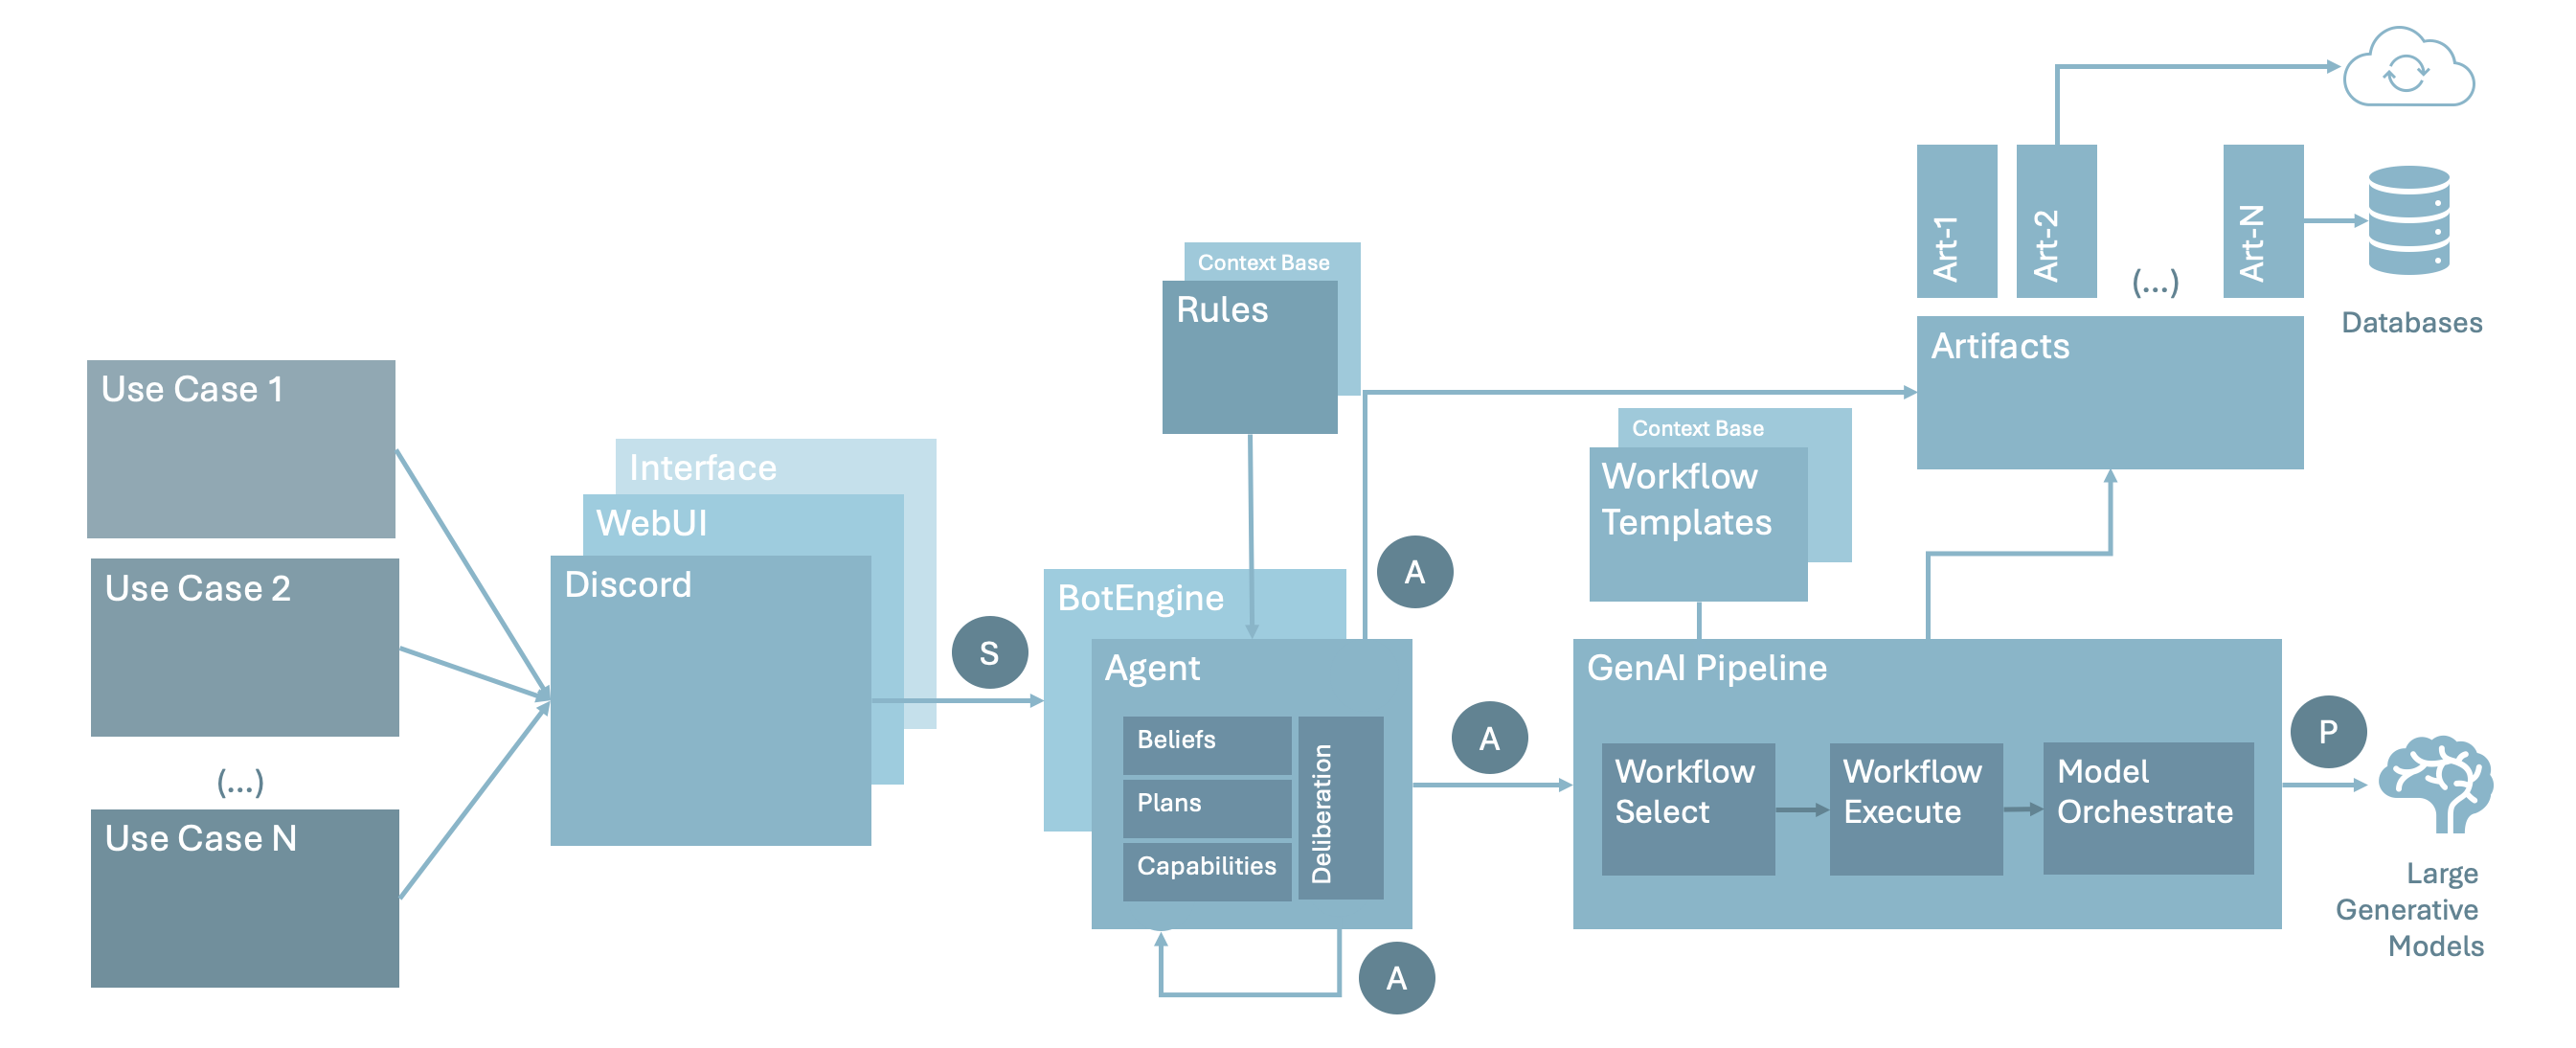 Use Case 1
Use Case 2
(...)
Use Case N
Interface
WebUI
Discord
S
Context Base
Rules
BotEngine
Agent
Beliefs
Plans
Capabilities
Deliberation
A
A
A
Context Base
Workflow
Templates
GenAI Pipeline
Workflow
Select
Workflow
Execute
Model
Orchestrate
Art-1
Art-2
(...)
Art-N
Artifacts
Databases
P
Large
Generative
Models